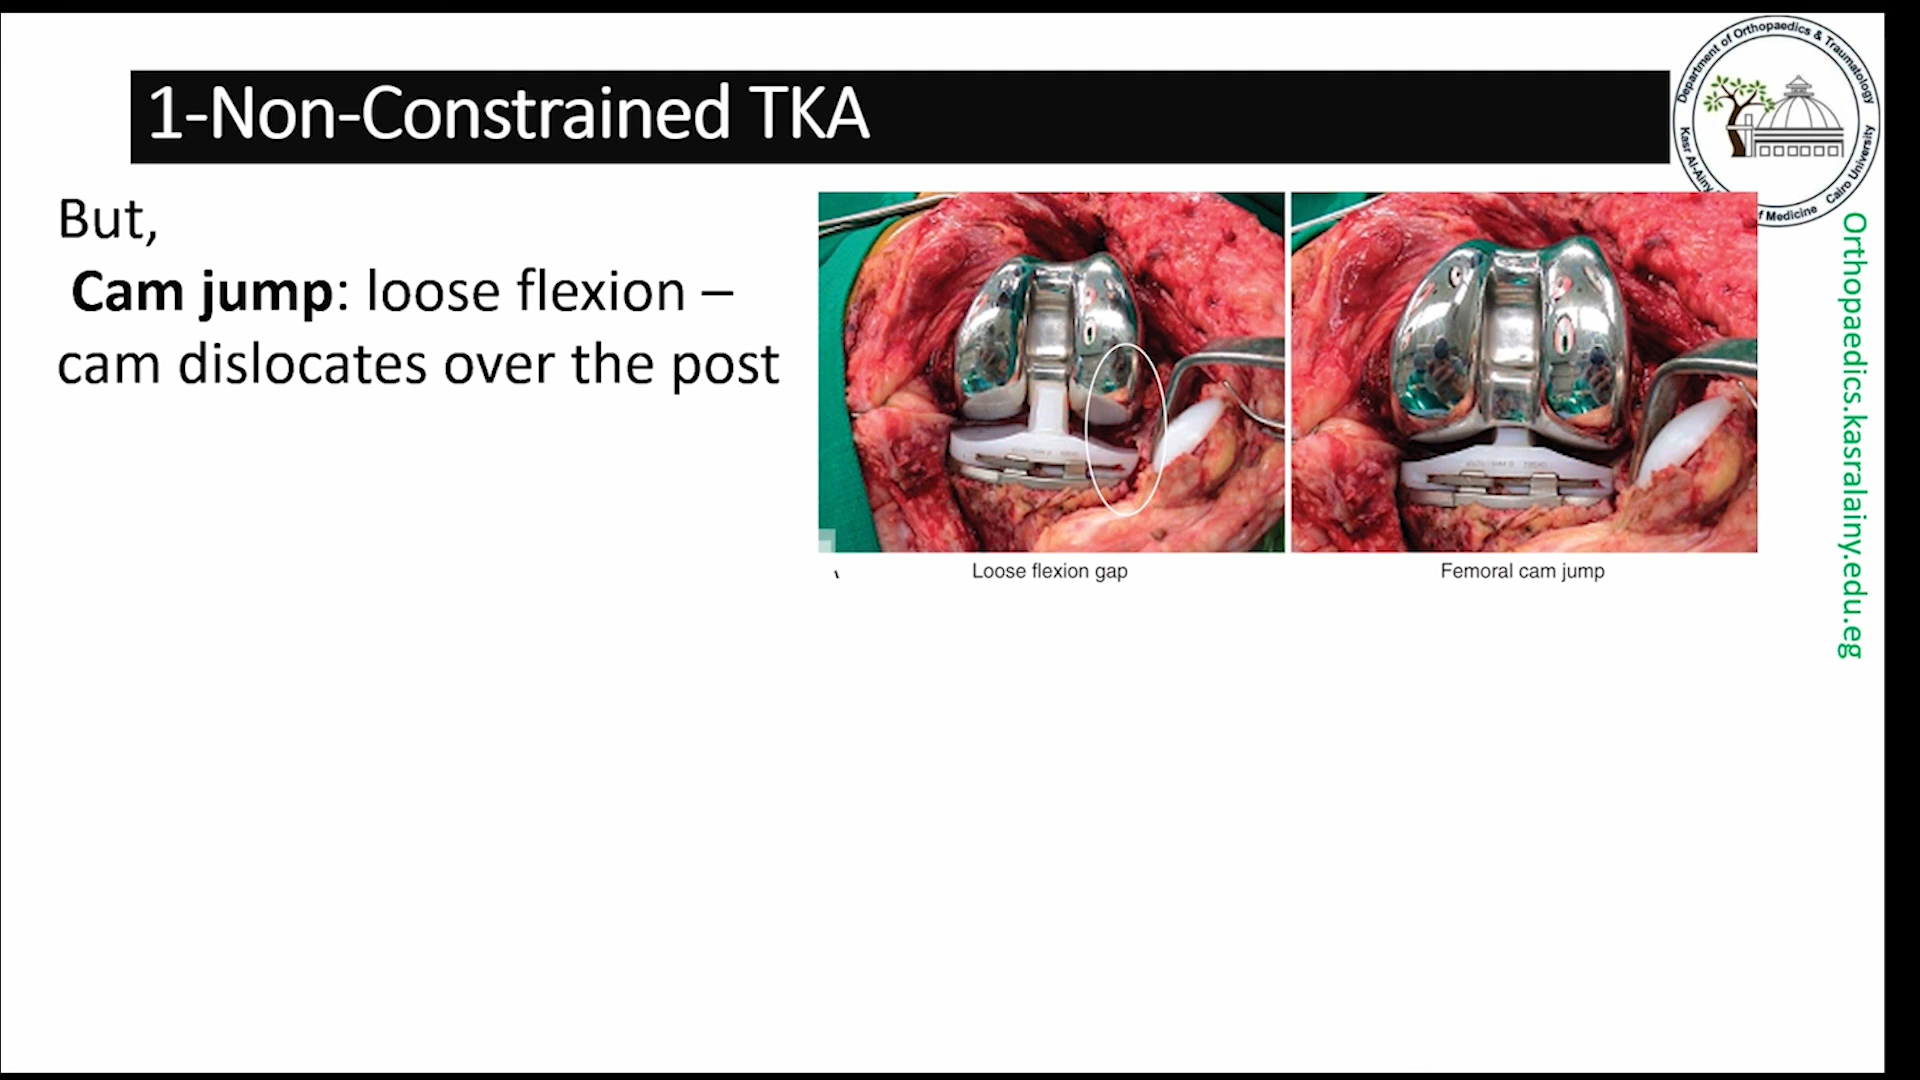 1-Non-Constrained TKA
But,
Cam jump: loose flexion –
cam dislocates over the post
Loose flexion gap
Femoral cam jump
Department of Orthopaedics & Traumatology
Kasr Al-Ainy
f Medicine
Cairo University
Orthopaedics.kasralainy.edu.eg